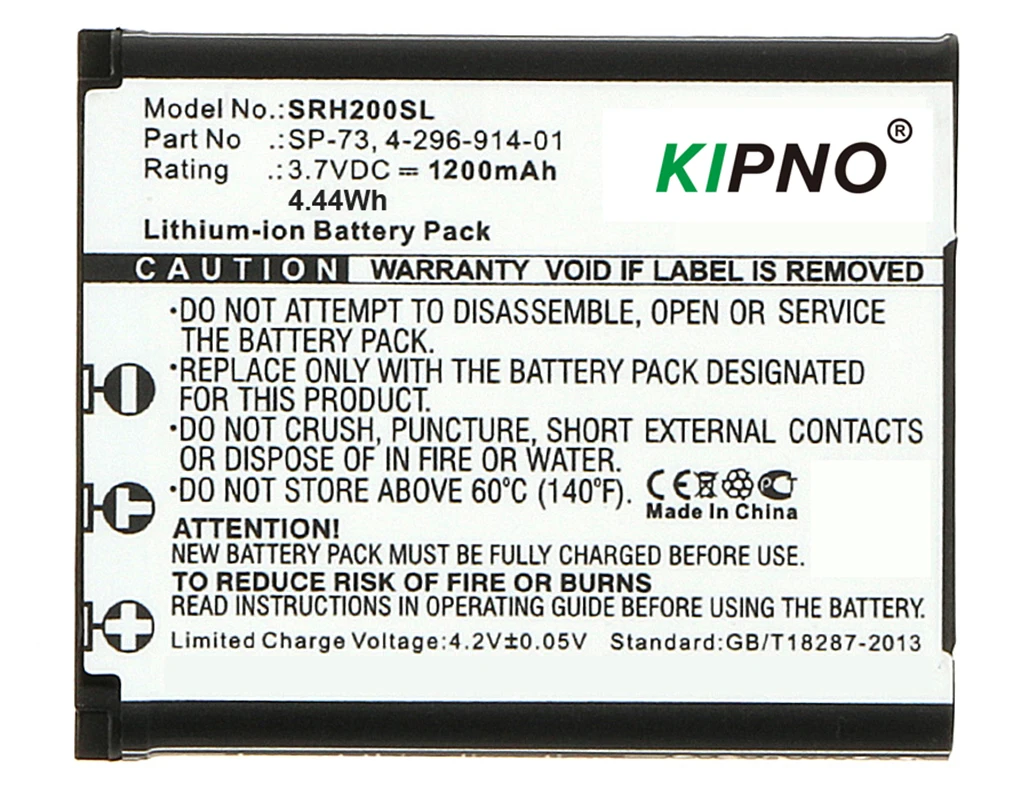 Model No.:SRH200SL
Part No .:SP-73, 4-296-914-01
Rating .:3.7VDC ⎓ 1200mAh
4.44Wh
Lithium-ion Battery Pack
KIPNO®
CAUTION WARRANTY VOID IF LABEL IS REMOVED
·DO NOT ATTEMPT TO DISASSEMBLE, OPEN OR SERVICE
THE BATTERY PACK.
·REPLACE ONLY WITH THE BATTERY PACK DESIGNATED
FOR THIS PRODUCT.
·DO NOT CRUSH, PUNCTURE, SHORT EXTERNAL CONTACTS
OR DISPOSE OF IN FIRE OR WATER.
·DO NOT STORE ABOVE 60°C (140°F). CE
Made In China
ATTENTION!
NEW BATTERY PACK MUST BE FULLY CHARGED BEFORE USE.
TO REDUCE RISK OF FIRE OR BURNS
READ INSTRUCTIONS IN OPERATING GUIDE BEFORE USING THE BATTERY.
Limited Charge Voltage:4.2V±0.05V Standard:GB/T18287-2013